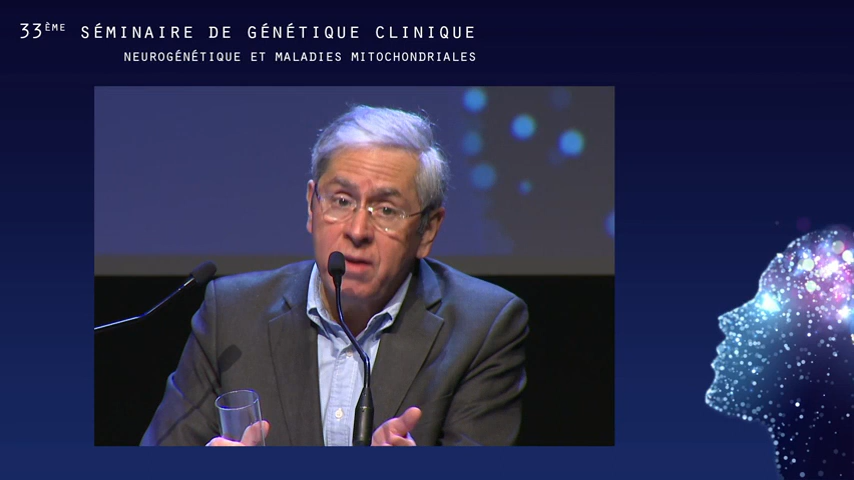 33ÈME SÉMINAIRE DE GÉNÉTIQUE CLINIQUE
NEUROGÉNÉTIQUE ET MALADIES MITOCHONDRIALES